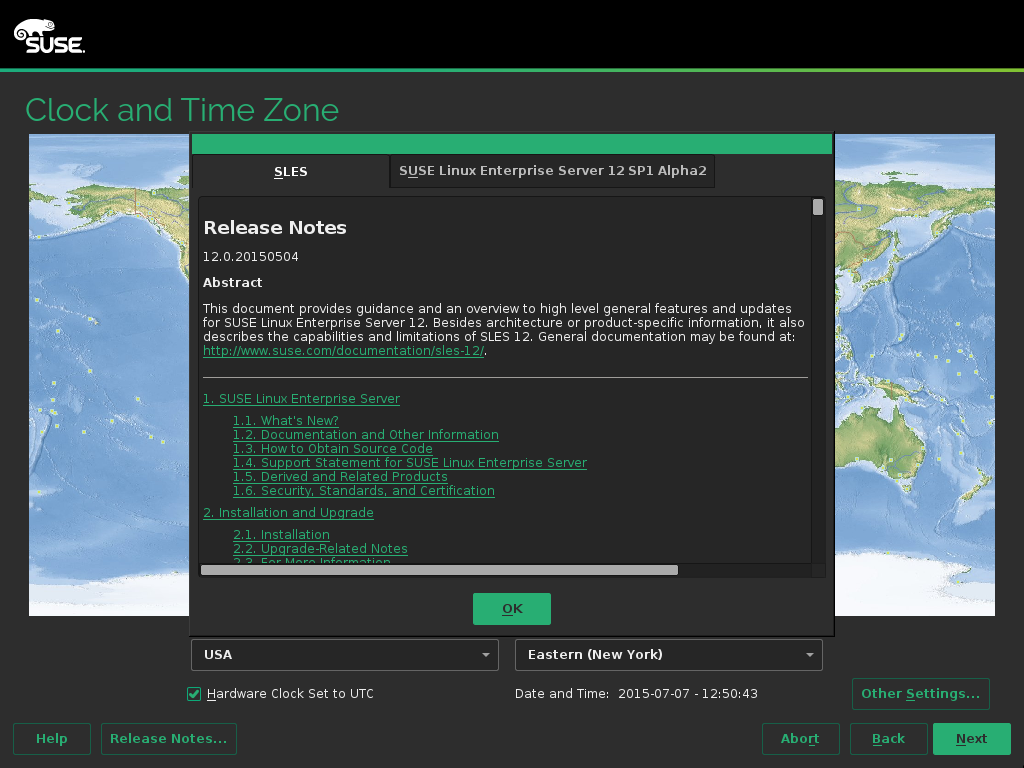 SUSE
Clock and Time Zone
SLES
SUSE Linux Enterprise Server 12 SP1 Alpha2
Release Notes
12.0.20150504
Abstract
This document provides guidance and an overview to high level general features and updates
for SUSE Linux Enterprise Server 12. Besides architecture or product-specific information, it also
describes the capabilities and limitations of SLES 12. General documentation may be found at:
http://www.suse.com/documentation/sles-12/.
1. SUSE Linux Enterprise Server
1.1. What's New?
1.2. Documentation and Other Information
1.3. How to Obtain Source Code
1.4. Support Statement for SUSE Linux Enterprise Server
1.5. Derived and Related Products
1.6. Security, Standards, and Certification
2. Installation and Upgrade
2.1. Installation
2.2. Upgrade-Related Notes
2.3. For More Information
OK
USA
Eastern (New York)
Hardware Clock Set to UTC
Date and Time: 2015-07-07 - 12:50:43
Other Settings...
Help
Release Notes...
Abort
Back
Next